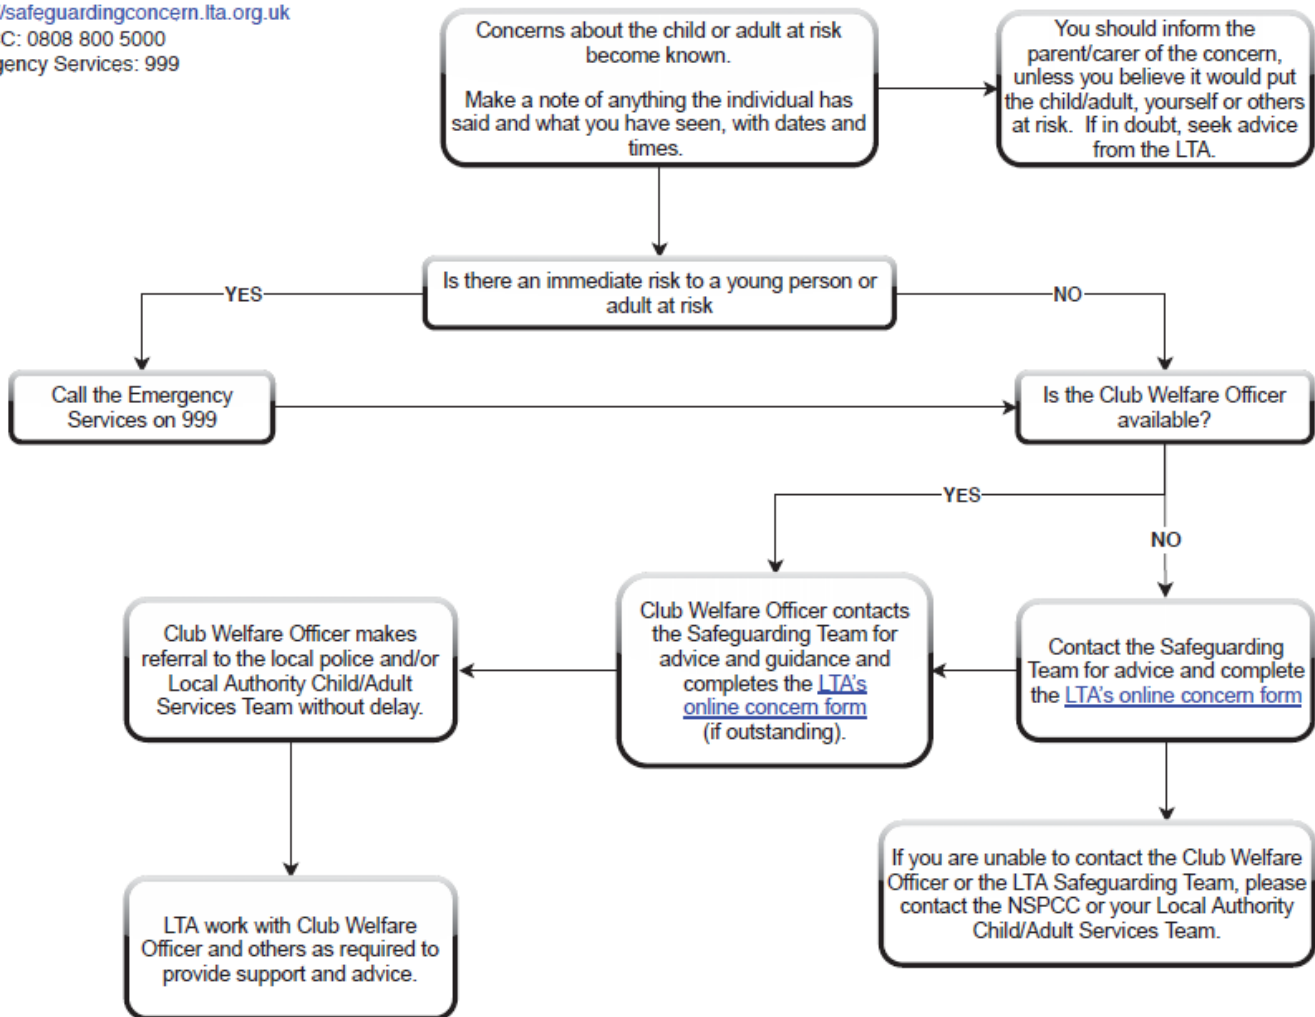 /safeguardingconcern.lta.org.uk
C: 0808 800 5000
gency Services: 999
Concerns about the child or adult at risk
become known.
Make a note of anything the individual has
said and what you have seen, with dates and
times.
You should inform the
parent/carer of the concern,
unless you believe it would put
the child/adult, yourself or others
at risk. If in doubt, seek advice
from the LTA.
Is there an immediate risk to a young person or
adult at risk
YES
NO
Call the Emergency
Services on 999
Is the Club Welfare Officer
available?
YES
NO
Club Welfare Officer makes
referral to the local police and/or
Local Authority Child/Adult
Services Team without delay.
Club Welfare Officer contacts
the Safeguarding Team for
advice and guidance and
completes the LTA's
online concern form
(if outstanding).
Contact the Safeguarding
Team for advice and complete
the LTA's online concern form
LTA work with Club Welfare
Officer and others as required to
provide support and advice.
If you are unable to contact the Club Welfare
Officer or the LTA Safeguarding Team, please
contact the NSPCC or your Local Authority
Child/Adult Services Team.